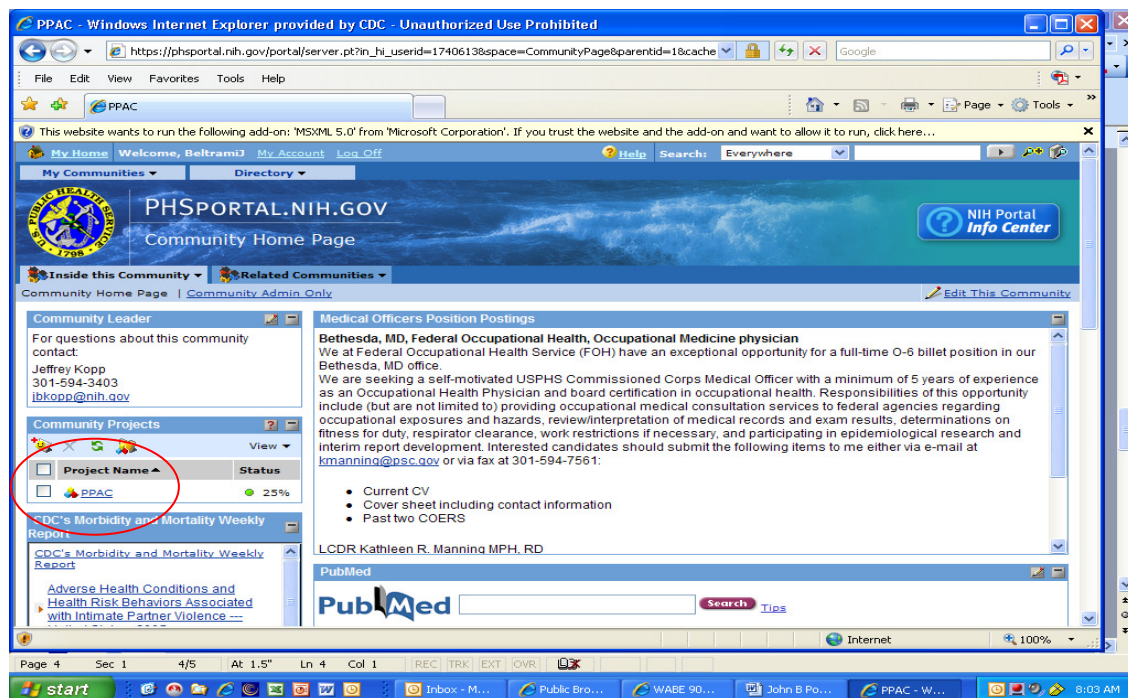 PPAC - Windows Internet Explorer provided by CDC - Unauthorized Use Prohibited
https://phsportal.nih.gov/portal/server.pt?in_hi_userid=174061&space=CommunityPage&parentid=1&cache
Google
File Edit View Favorites Tools Help
PPAC
Page Tools
This website wants to run the following add-on: 'MSXML 5.0' from 'Microsoft Corporation'. If you trust the website and the add-on and want to allow it to run, click here...
My Home Welcome, BeltramiJ My Account Log Off
Help Search: Everywhere
My Communities Directory
U.S. PUBLIC HEALTH SERVICE 1798
PHSPORTAL.NIH.GOV
Community Home Page
NIH Portal
Info Center
Inside this Community Related Communities
Community Home Page | Community Admin Only
Edit This Community
Community Leader
For questions about this community
contact:
Jeffrey Kopp
301-594-3403
jbkopp@nih.gov
Community Projects
View
Project Name Status
PPAC 25%
CDC's Morbidity and Mortality Weekly
Report
CDC's Morbidity and Mortality Weekly
Report
Adverse Health Conditions and
Health Risk Behaviors Associated
with Intimate Partner Violence ---
Medical Officers Position Postings
Bethesda, MD, Federal Occupational Health, Occupational Medicine physician
We at Federal Occupational Health Service (FOH) have an exceptional opportunity for a full-time O-6 billet position in our
Bethesda, MD office.
We are seeking a self-motivated USPHS Commissioned Corps Medical Officer with a minimum of 5 years of experience
as an Occupational Health Physician and board certification in occupational health. Responsibilities of this opportunity
include (but are not limited to) providing occupational medical consultation services to federal agencies regarding
occupational exposures and hazards, review/interpretation of medical records and exam results, determinations on
fitness for duty, respirator clearance, work restrictions if necessary, and participating in epidemiological research and
interim report development. Interested candidates should submit the following items to me either via e-mail at
kmanning@psc.gov or via fax at 301-594-7561:
• Current CV
• Cover sheet including contact information
• Past two COERS
LCDR Kathleen R. Manning MPH, RD
PubMed
PubMed Search Tips
Internet 100%
Page 4 Sec 1 4/5 At 1.5" Ln 4 Col 1 REC TRK EXT OVR
start Inbox - M... Public Bro... WABE 90... John B Po... PPAC - W... 8:03 AM